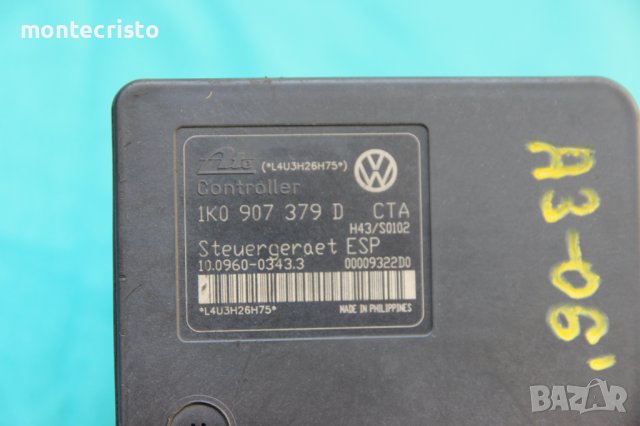 montecristo
Ate (*L4U3H26H75*)
Controller
1K0 907 379 D CTA
H43/S0102
Steuergeraet ESP
10.0960-0343.3 00009322D0
*L4U3H26H75* MADE IN PHILIPPINES
A3-06'
BAZAR